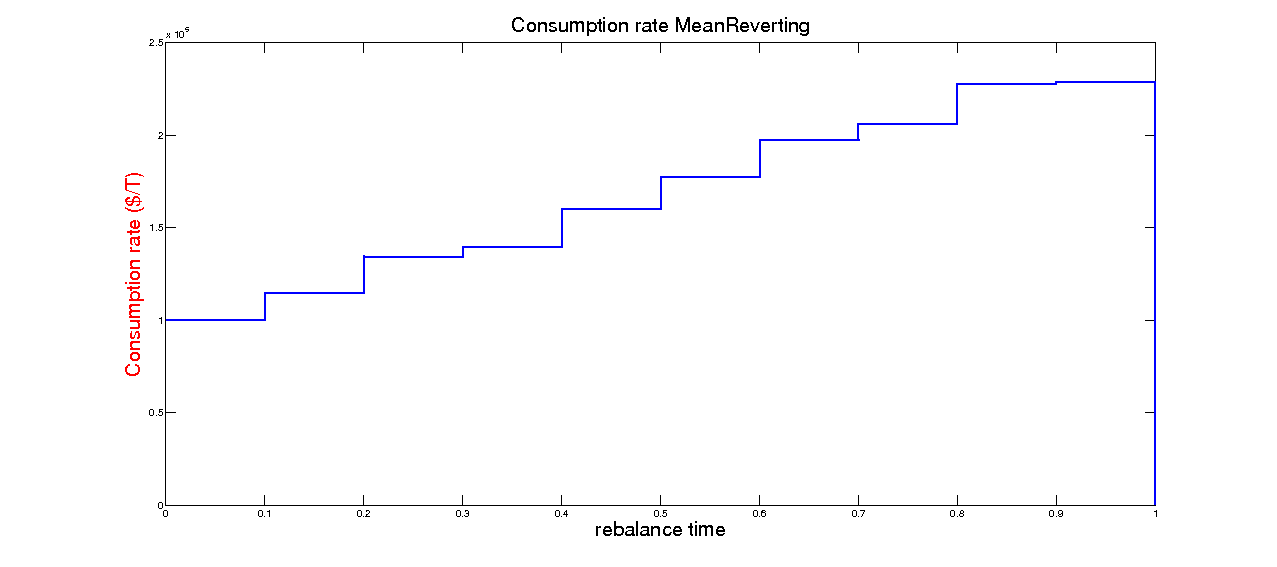 Consumption rate MeanReverting
x 10
2.5
2
1.5
1
0.5
0
Consumption rate ($/T)
0 0.1 0.2 0.3 0.4 0.5 0.6 0.7 0.8 0.9 1
rebalance time